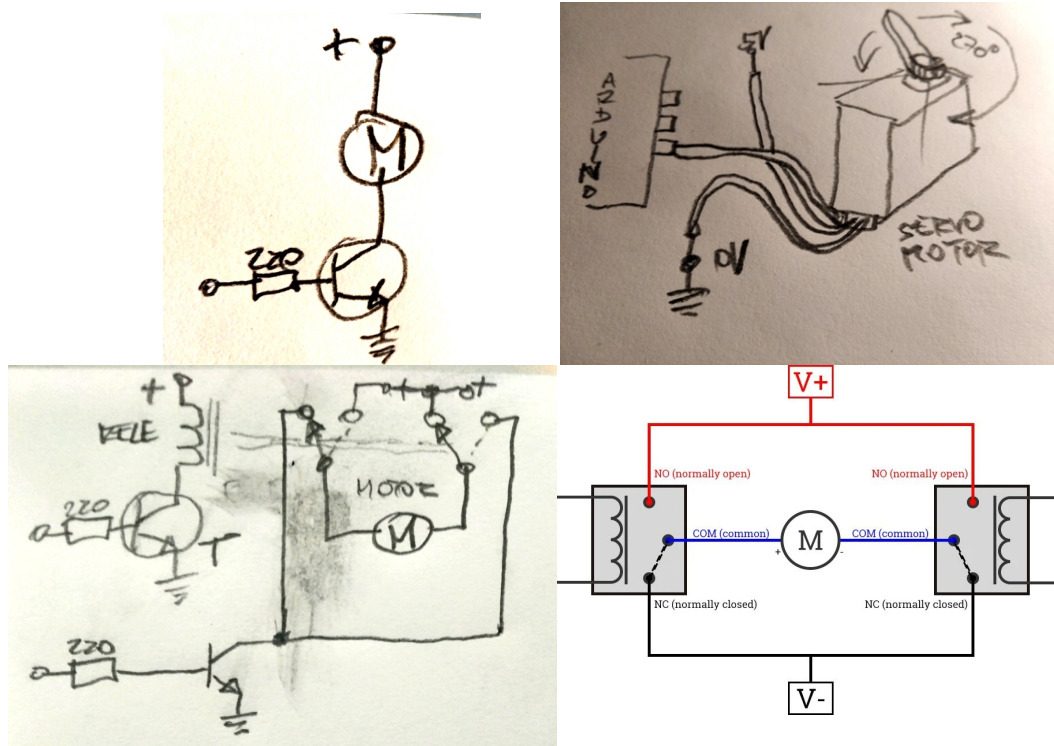 +
M
220
ARDUINO
5V
270°
0V
SERVO
MOTOR
+
RELE
220
T
+
+
MOTOR
M
220
V+
NO (normally open)
NO (normally open)
COM (common)
M
COM (common)
+
-
NC (normally closed)
NC (normally closed)
V-